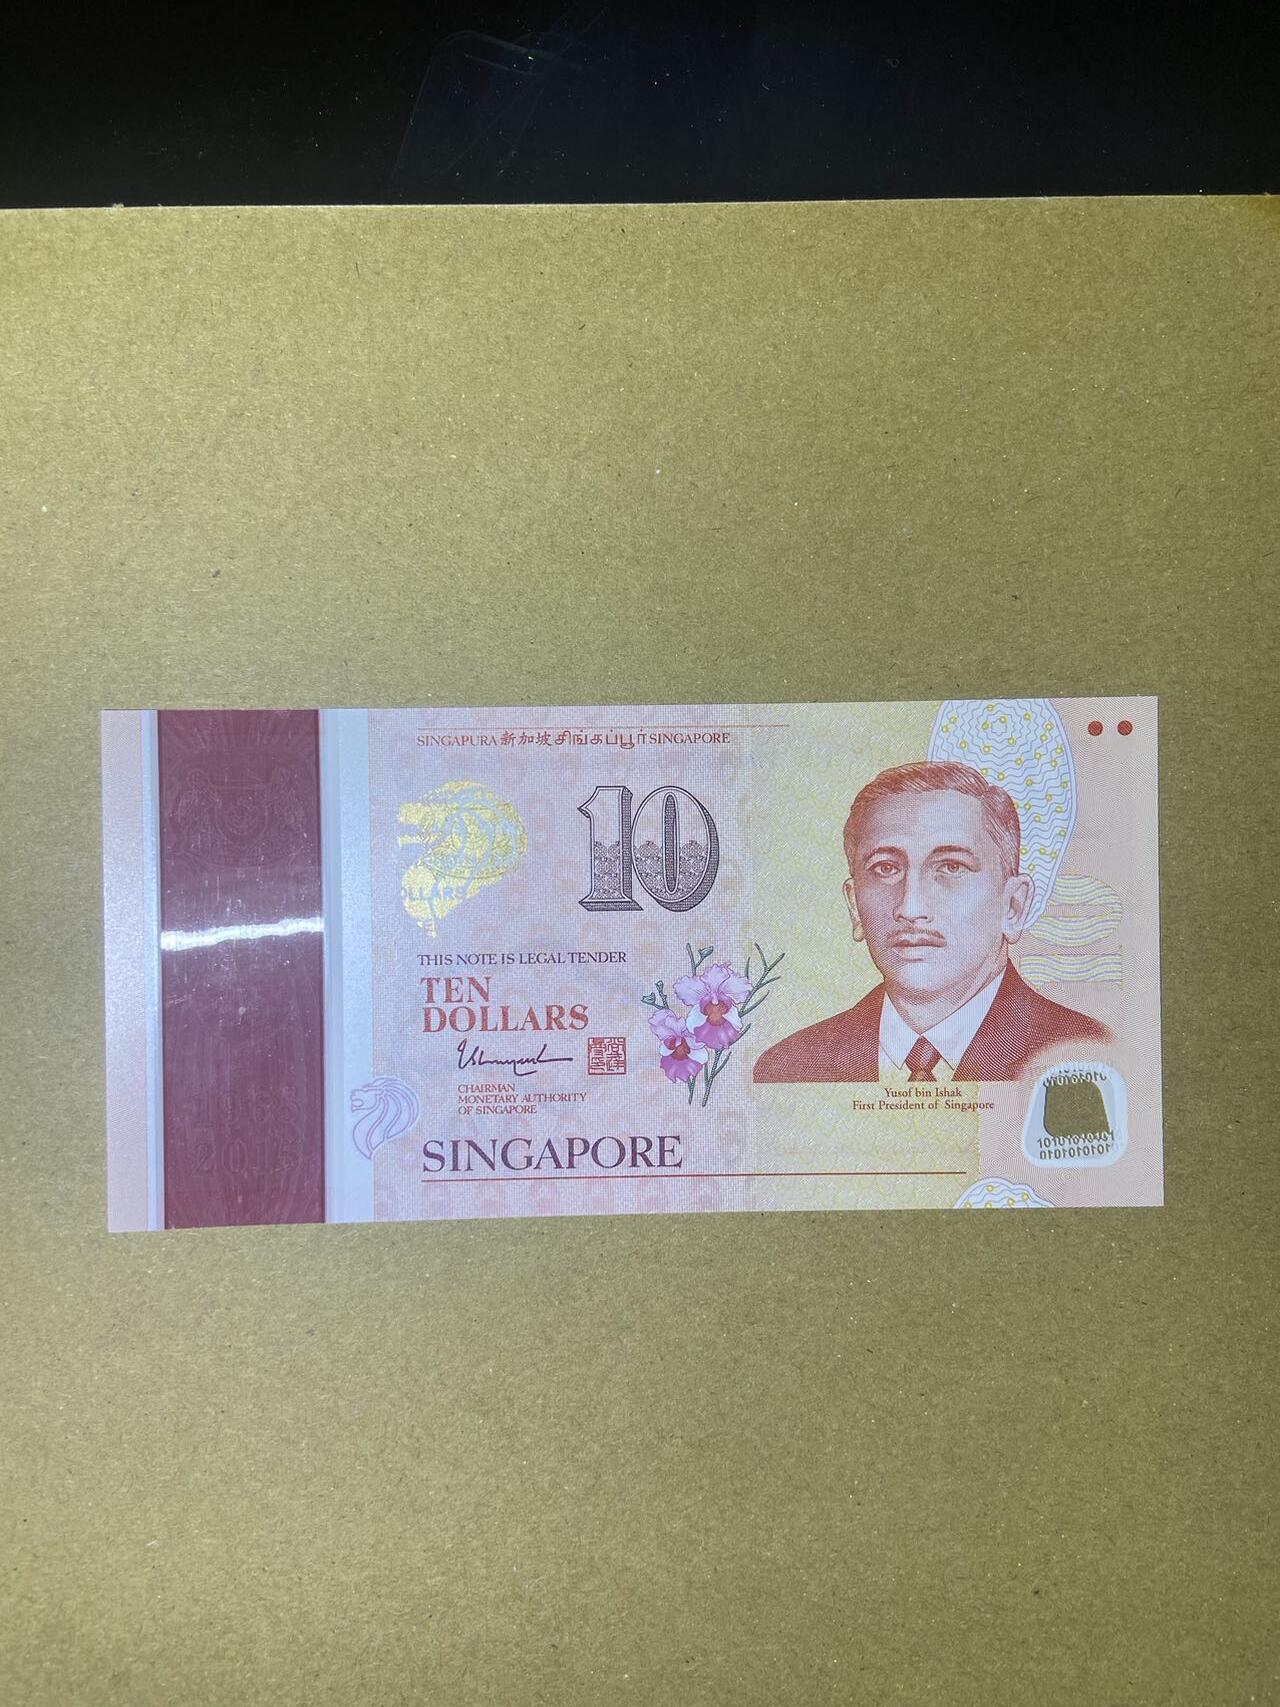 SINGAPURA 新加坡 சிங்கப்பூர் SINGAPORE
10
THIS NOTE IS LEGAL TENDER
TEN
DOLLARS
CHAIRMAN
MONETARY AUTHORITY
OF SINGAPORE
SINGAPORE
Yusof bin Ishak
First President of Singapore